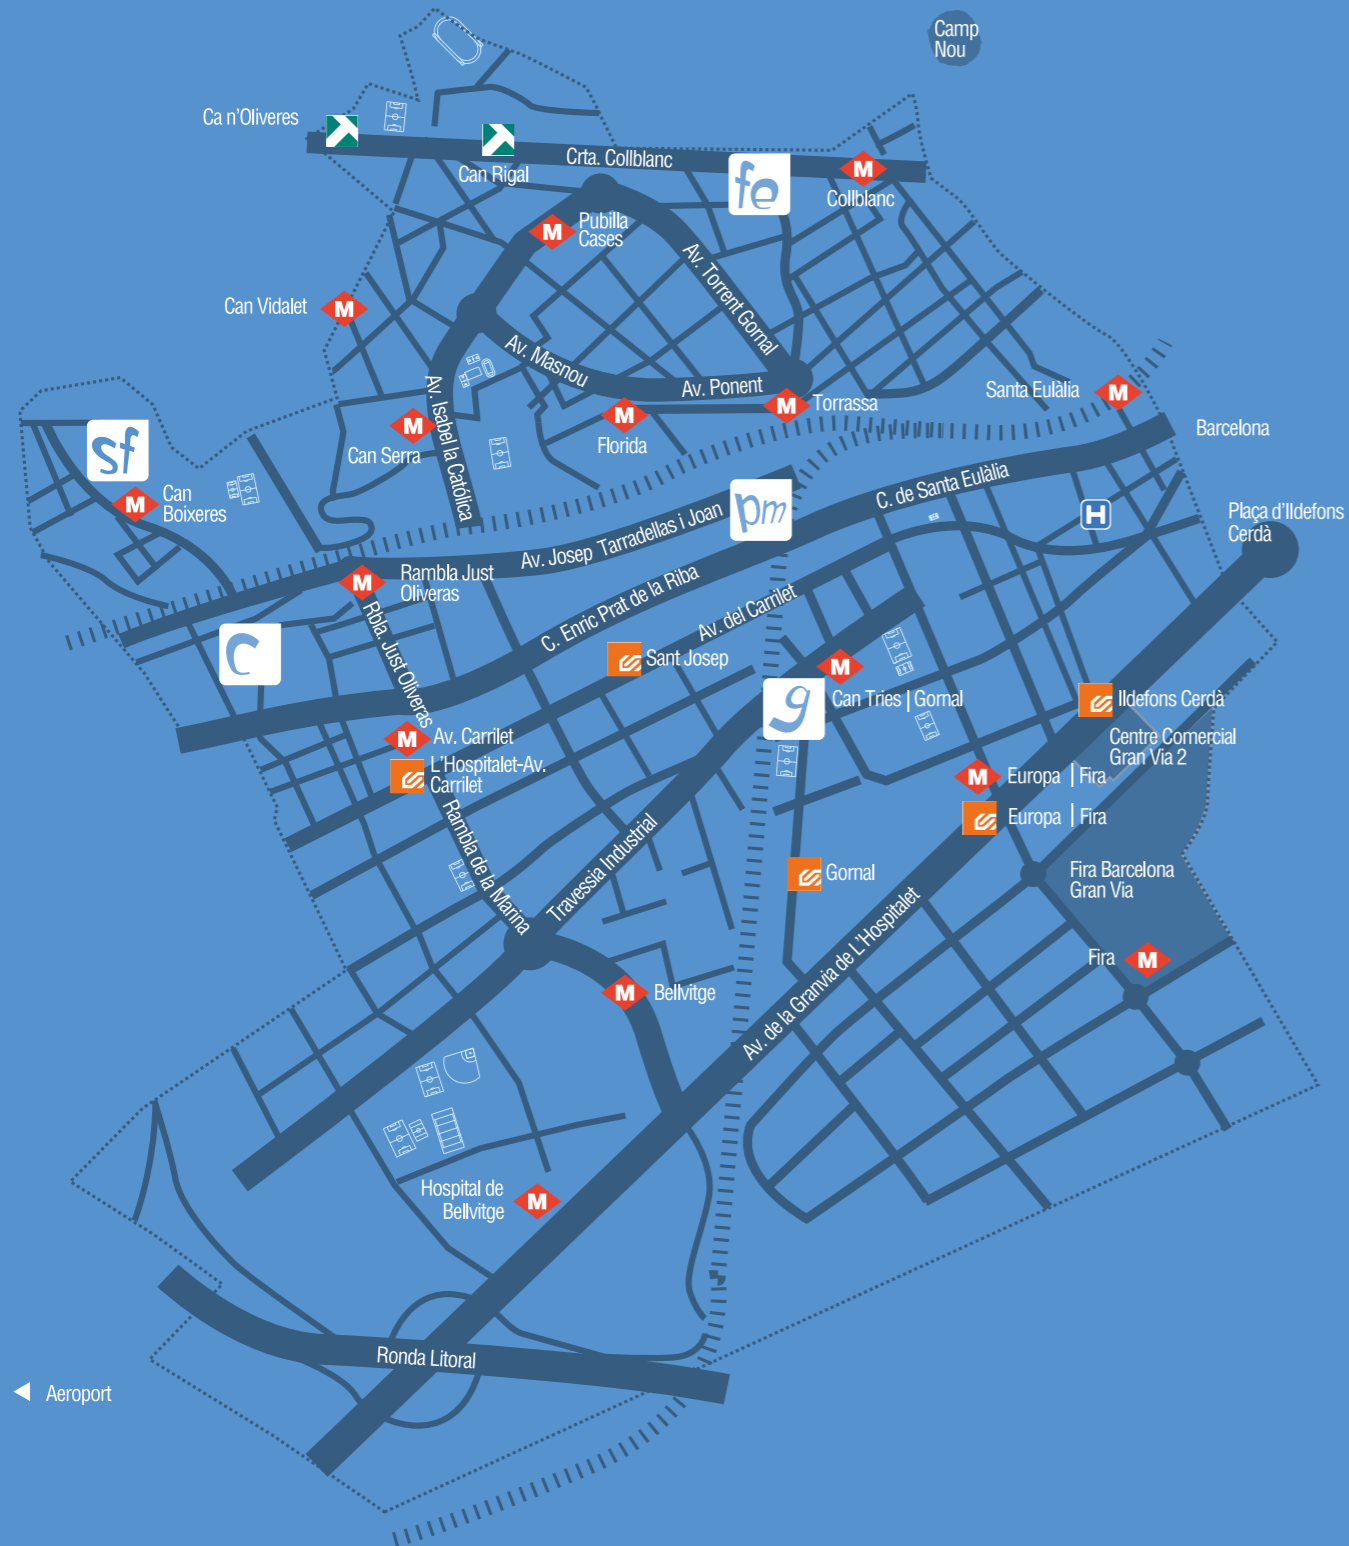 Camp
Nou
Ca n'Oliveres
Can Rigal
Crta. Collblanc
fe
M
Collblanc
M
Pubilla
Cases
Av. Torrent Gornal
Can Vidalet
M
Av. Masnou
Av. Ponent
Av. Isabel la Católica
M
Can Serra
M
Florida
M
Torrassa
Santa Eulàlia
M
Barcelona
sf
M
Can
Boixeres
pm
C. de Santa Eulàlia
H
Plaça d'Ildefons
Cerdà
Av. Josep Tarradellas i Joan
M
Rambla Just
Oliveras
C. Enric Prat de la Riba
Av. del Carrilet
Rbla. Just Oliveras
C
Sant Josep
M
Can Tries | Gornal
g
Ildefons Cerdà
Centre Comercial
Gran Via 2
M
Av. Carrilet
L'Hospitalet-Av.
Carrilet
M
Europa | Fira
Europa | Fira
Rambla de la Marina
Travessia Industrial
Gornal
Fira Barcelona
Gran Via
Av. de la Granvia de L'Hospitalet
Fira
M
M
Bellvitge
Hospital de
Bellvitge
M
Ronda Litoral
Aeroport